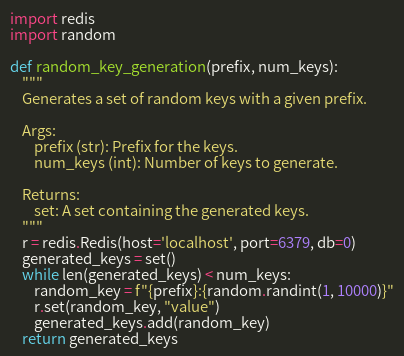 import redis
import random

def random_key_generation(prefix, num_keys):
    """
    Generates a set of random keys with a given prefix.

    Args:
        prefix (str): Prefix for the keys.
        num_keys (int): Number of keys to generate.

    Returns:
        set: A set containing the generated keys.
    """
    r = redis.Redis(host='localhost', port=6379, db=0)
    generated_keys = set()
    while len(generated_keys) < num_keys:
        random_key = f"{prefix}:{random.randint(1, 10000)}"
        r.set(random_key, "value")
        generated_keys.add(random_key)
    return generated_keys